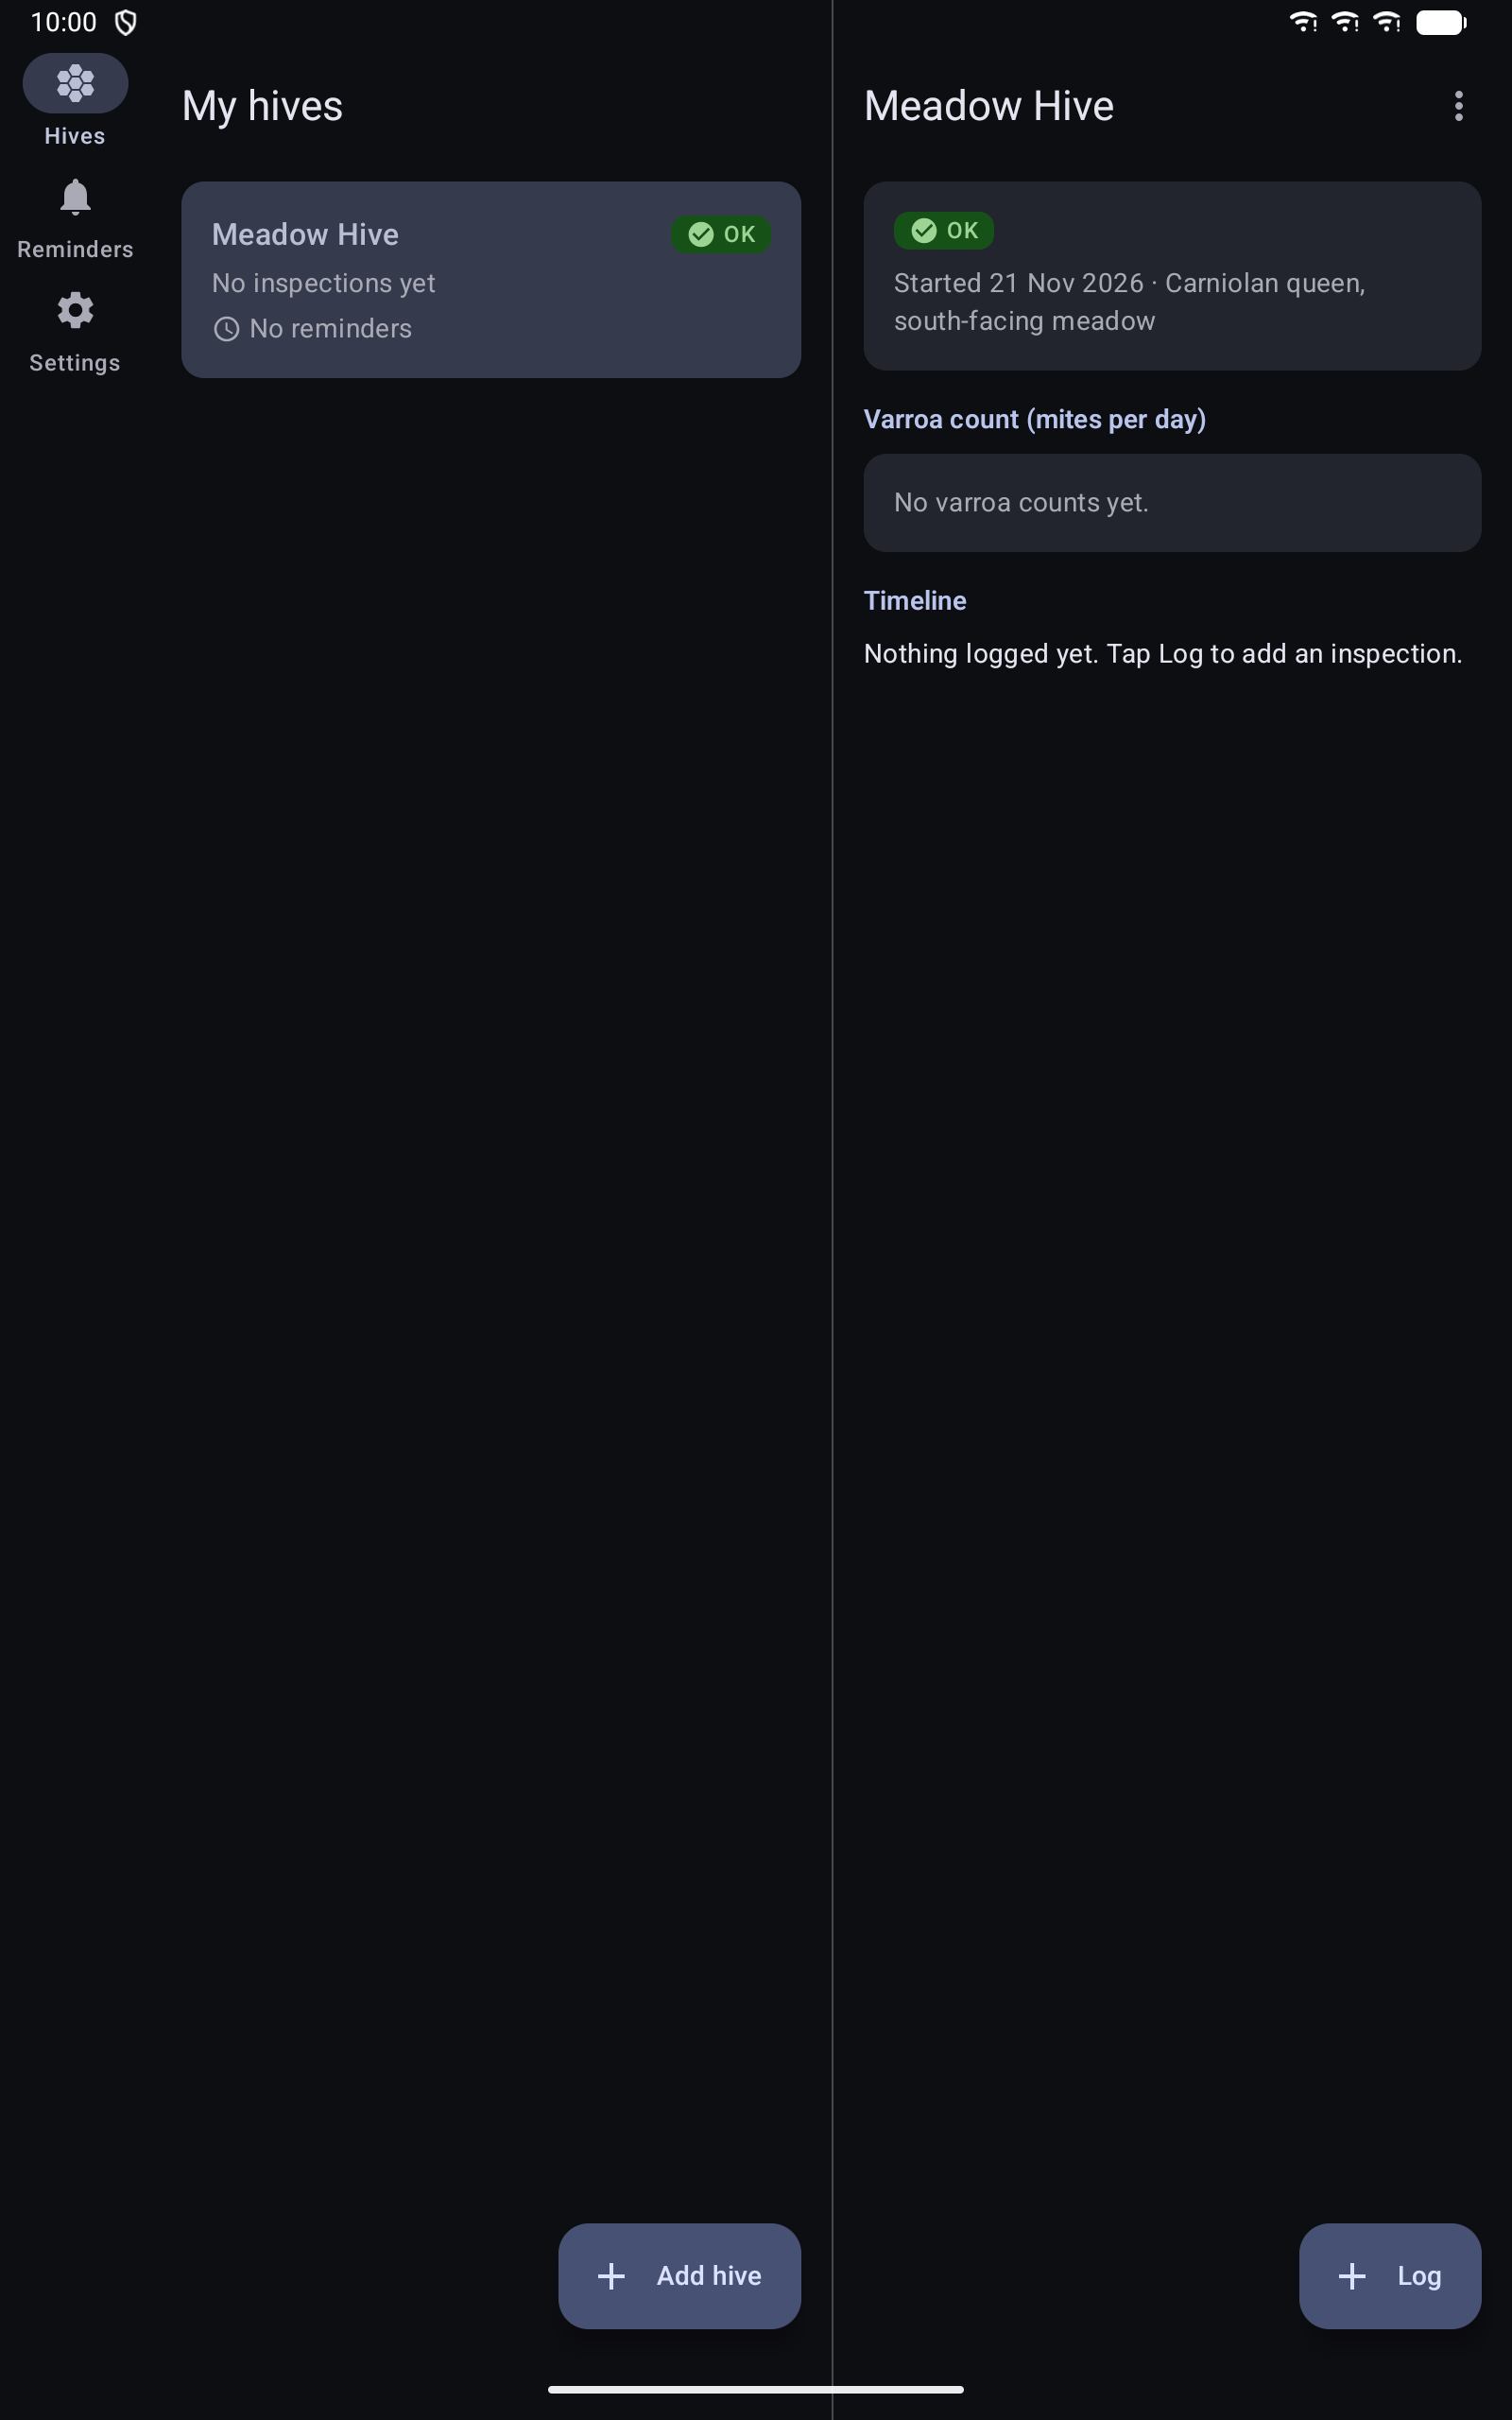 10:00
Hives
Reminders
Settings
My hives
Meadow Hive
OK
No inspections yet
No reminders
Add hive
Meadow Hive
OK
Started 21 Nov 2026 · Carniolan queen,
south-facing meadow
Varroa count (mites per day)
No varroa counts yet.
Timeline
Nothing logged yet. Tap Log to add an inspection.
Log